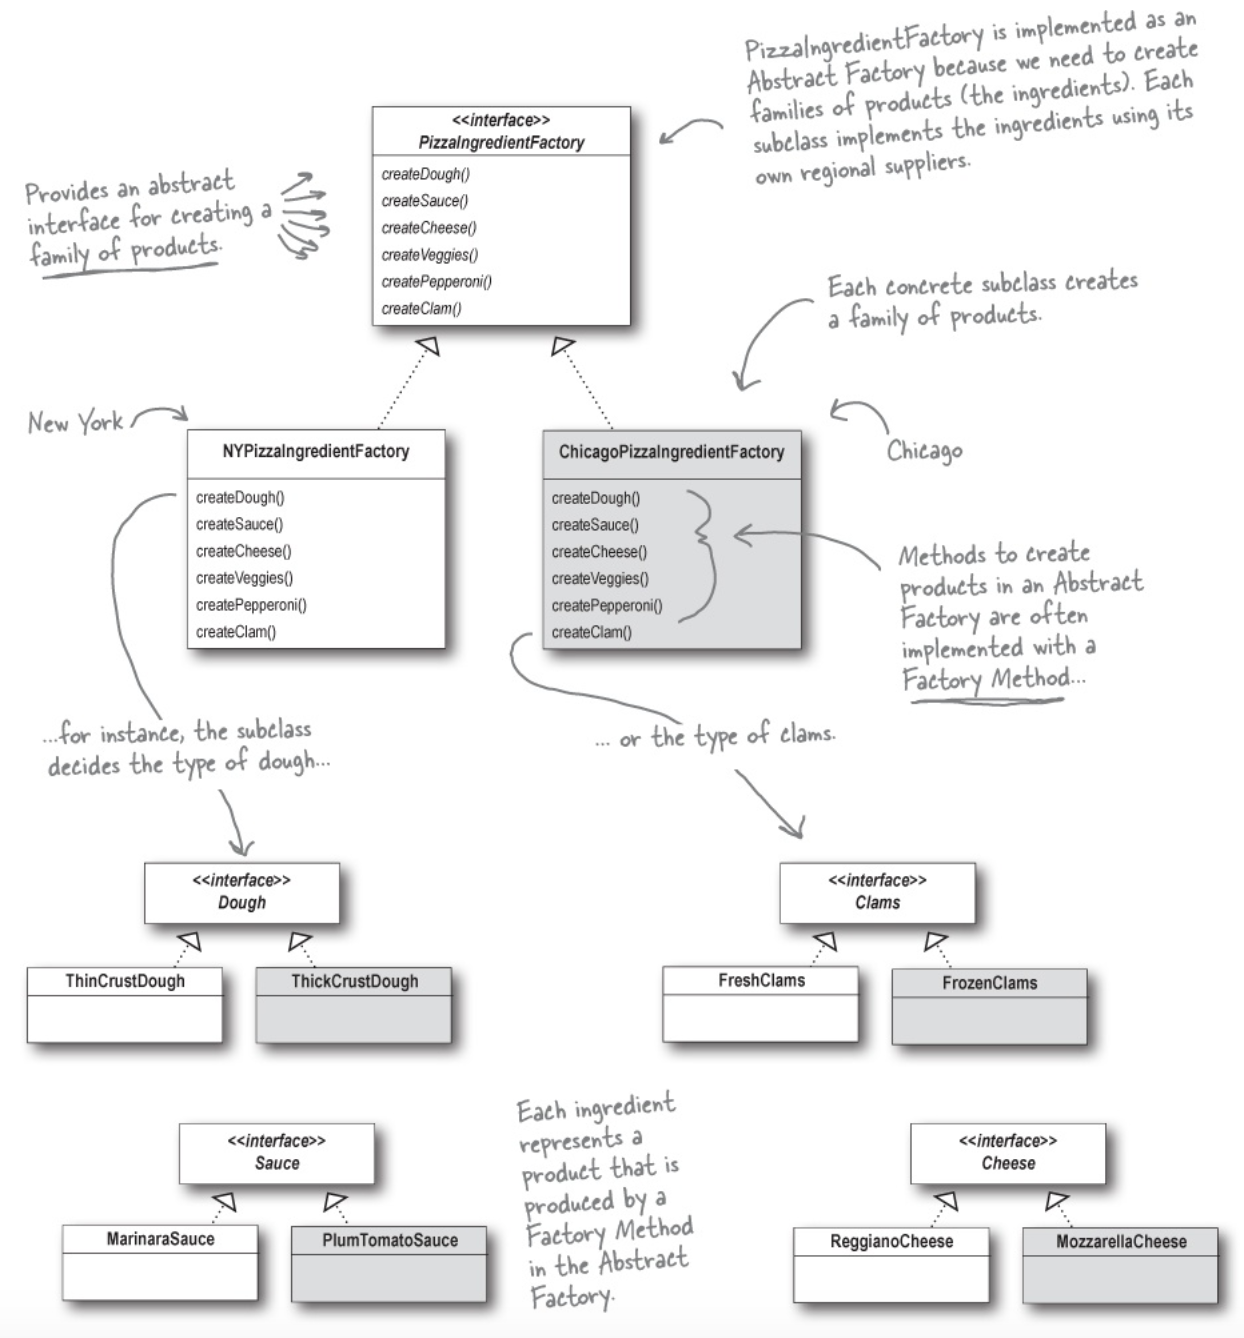 PizzaIngredientFactory is implemented as an
Abstract Factory because we need to create
families of products (the ingredients). Each
subclass implements the ingredients using its
own regional suppliers.
<<interface>>
PizzaIngredientFactory
createDough()
createSauce()
createCheese()
createVeggies()
createPepperoni()
createClam()
Provides an abstract
interface for creating a
family of products.
Each concrete subclass creates
a family of products.
New York
Chicago
NYPizzaIngredientFactory
createDough()
createSauce()
createCheese()
createVeggies()
createPepperoni()
createClam()
ChicagoPizzaIngredientFactory
createDough()
createSauce()
createCheese()
createVeggies()
createPepperoni()
createClam()
Methods to create
products in an Abstract
Factory are often
implemented with a
Factory Method...
...for instance, the subclass
decides the type of dough...
... or the type of clams.
<<interface>>
Dough
ThinCrustDough
ThickCrustDough
<<interface>>
Clams
FreshClams
FrozenClams
<<interface>>
Sauce
MarinaraSauce
PlumTomatoSauce
Each ingredient
represents a
product that is
produced by a
Factory Method
in the Abstract
Factory.
<<interface>>
Cheese
ReggianoCheese
MozzarellaCheese